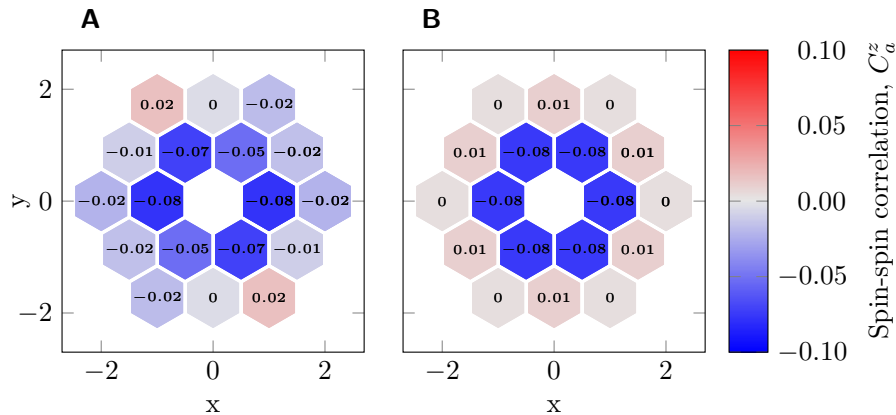 A
B
0.02 0 −0.02
−0.01 −0.07 −0.05 −0.02
−0.02 −0.08 −0.08 −0.02
−0.02 −0.05 −0.07 −0.01
−0.02 0 0.02
2
0
−2
y
−2 0 2
x
0 0.01 0
0.01 −0.08 −0.08 0.01
0 −0.08 −0.08 0
0.01 −0.08 −0.08 0.01
0 0.01 0
−2 0 2
x
0.10
0.05
0.00
−0.05
−0.10
Spin-spin correlation, C_a^z